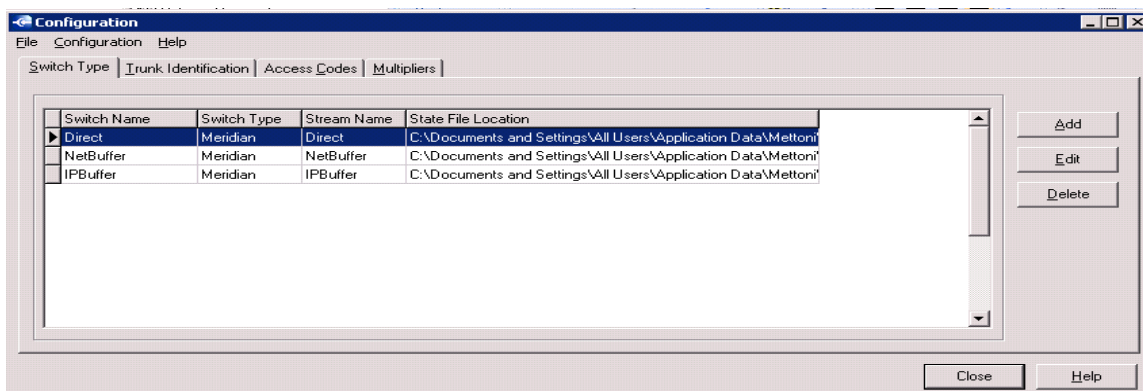 Configuration
File Configuration Help
Switch Type Trunk Identification Access Codes Multipliers
Switch Name Switch Type Stream Name State File Location
Direct Meridian Direct C:\Documents and Settings\All Users\Application Data\Mettoni'
NetBuffer Meridian NetBuffer C:\Documents and Settings\All Users\Application Data\Mettoni'
IPBuffer Meridian IPBuffer C:\Documents and Settings\All Users\Application Data\Mettoni'
Add
Edit
Delete
Close Help